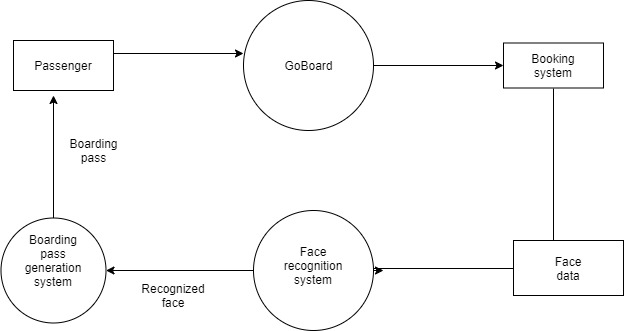 Passenger
GoBoard
Booking
system
Boarding
pass
Boarding
pass
generation
system
Recognized
face
Face
recognition
system
Face
data